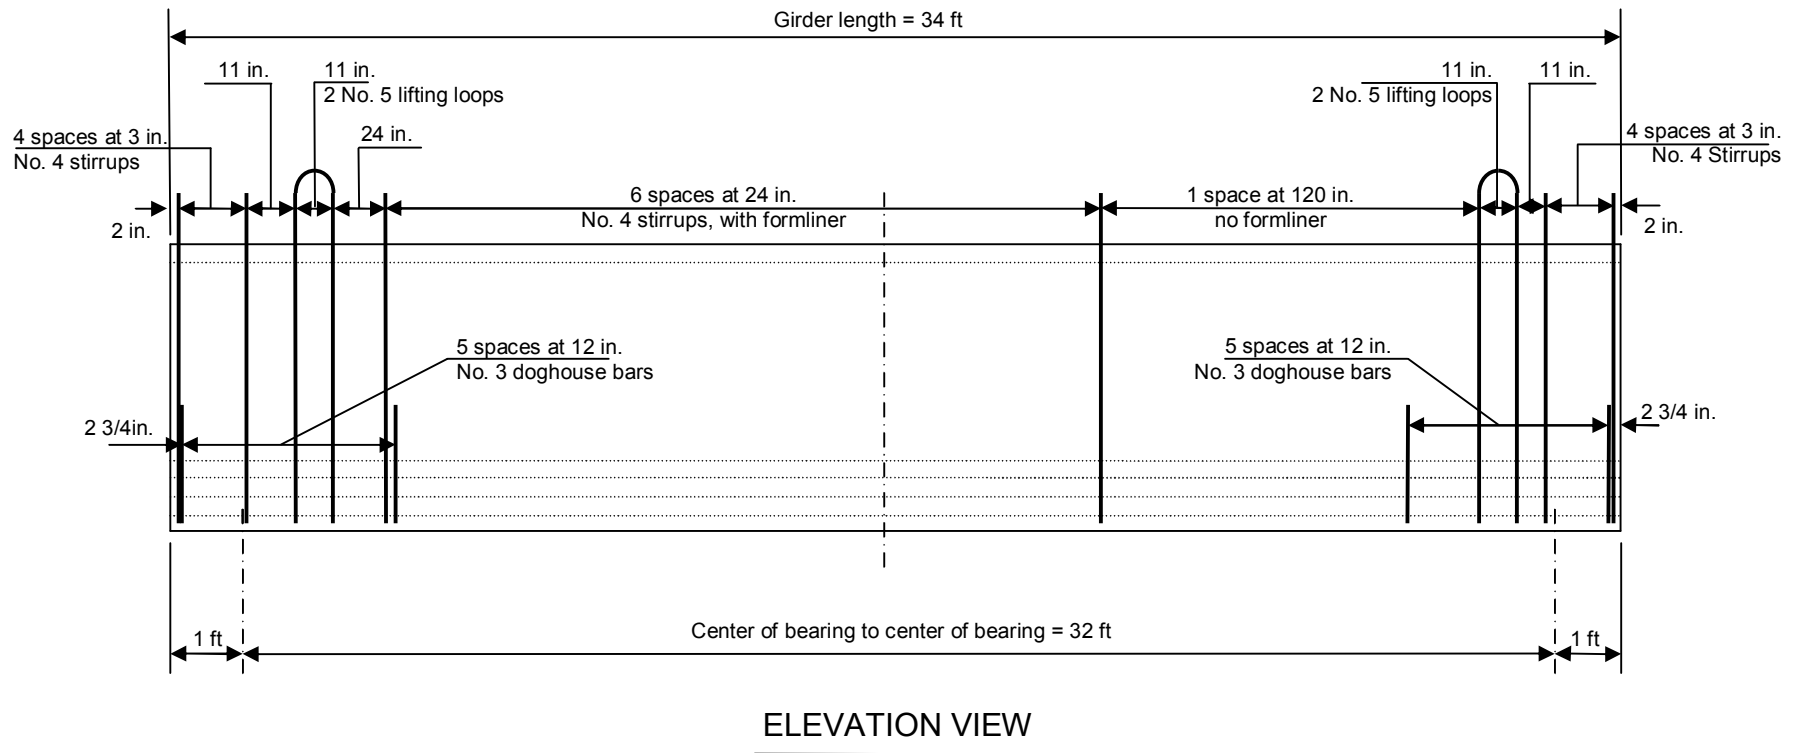 Girder length = 34 ft
11 in.
11 in.
2 No. 5 lifting loops
11 in.
2 No. 5 lifting loops
11 in.
4 spaces at 3 in.
No. 4 stirrups
24 in.
4 spaces at 3 in.
No. 4 Stirrups
6 spaces at 24 in.
No. 4 stirrups, with formliner
1 space at 120 in.
no formliner
2 in.
2 in.
5 spaces at 12 in.
No. 3 doghouse bars
5 spaces at 12 in.
No. 3 doghouse bars
2 3/4in.
2 3/4 in.
1 ft
Center of bearing to center of bearing = 32 ft
1 ft
ELEVATION VIEW